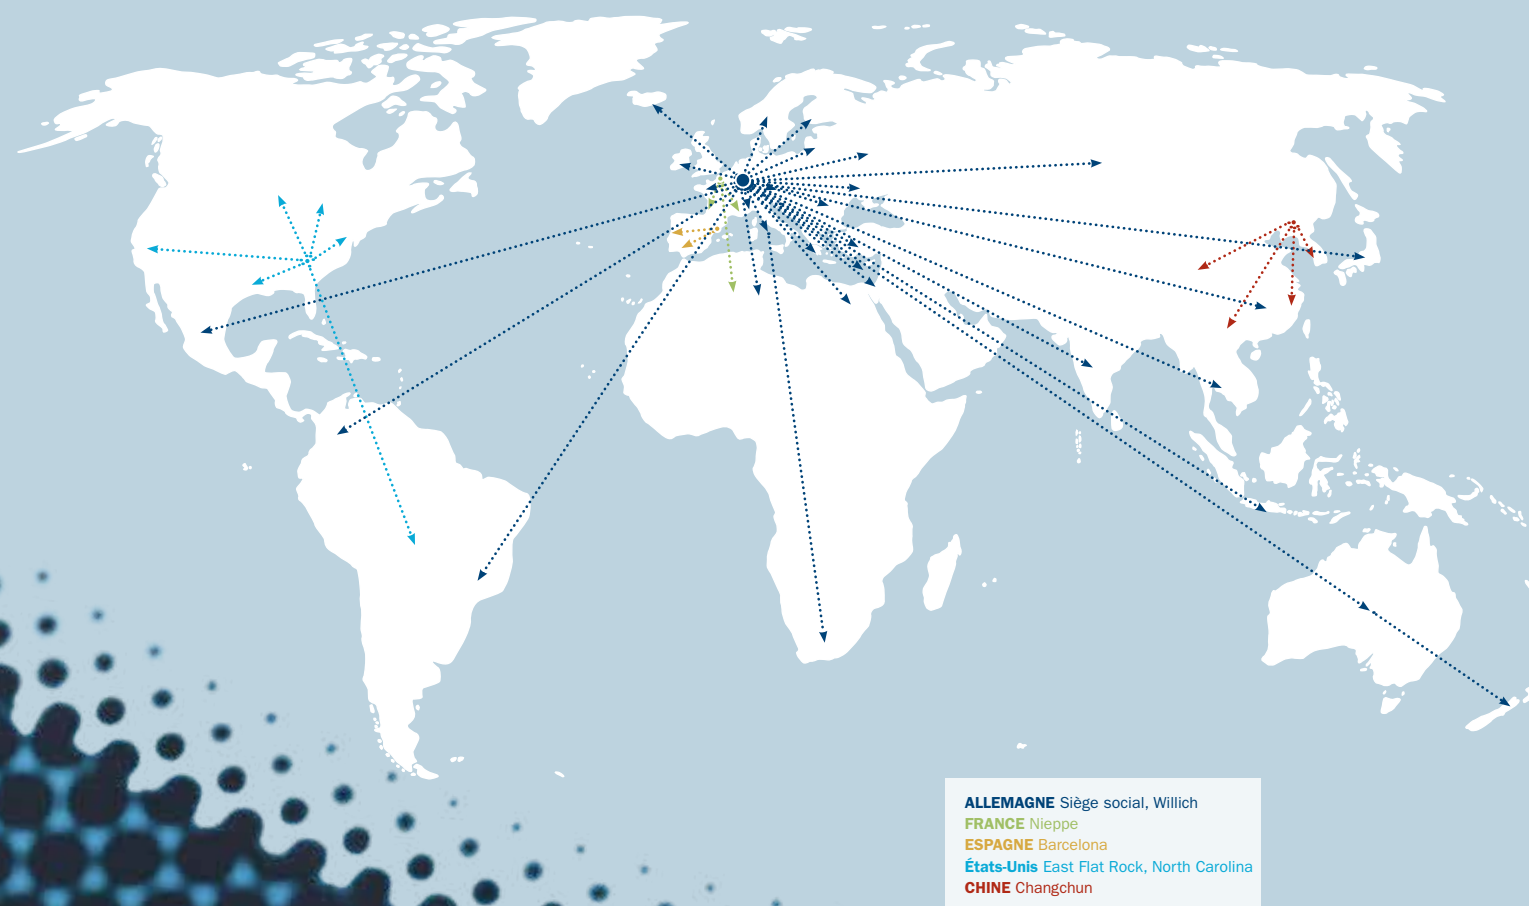 ALLEMAGNE Siège social, Willich
FRANCE Nieppe
ESPAGNE Barcelona
États-Unis East Flat Rock, North Carolina
CHINE Changchun